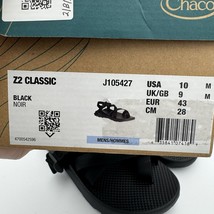 Chaco
Z2 CLASSIC J105427
BLACK
NOIR
USA 10 M
UK/GB 9 M
EUR 43
CM 28
MENS/HOMMES